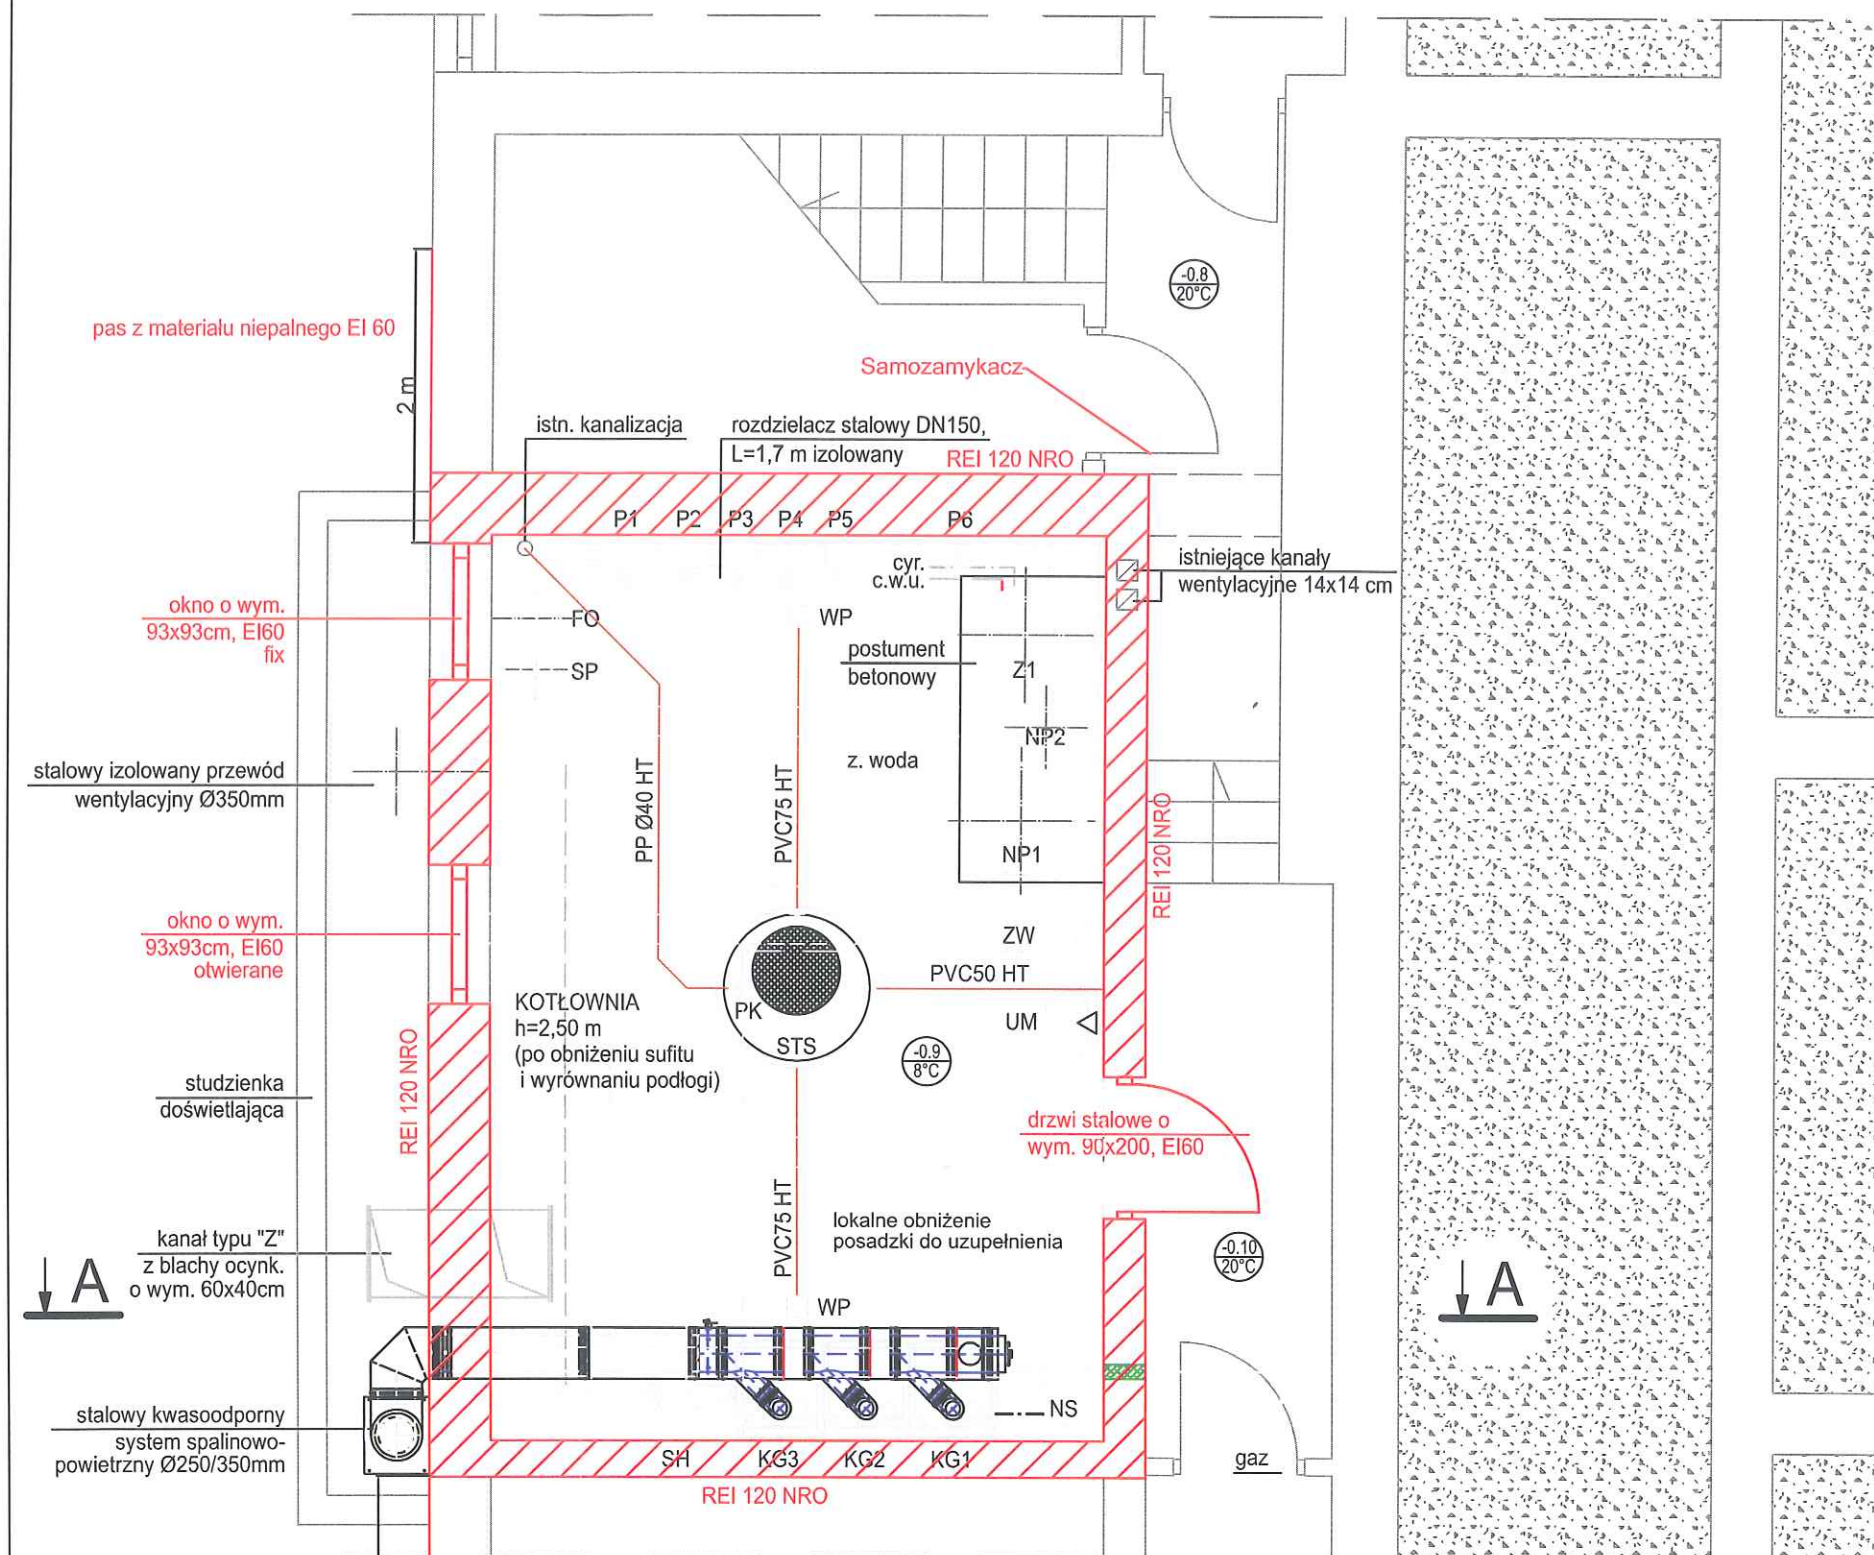 -0.8
20°C
pas z materiału niepalnego EI 60
Samozamykacz
2 m
istn. kanalizacja
rozdzielacz stalowy DN150,
L=1,7 m izolowany
REI 120 NRO
P1
P2
P3
P4
P5
P6
cyr.
c.w.u.
istniejące kanały
wentylacyjne 14x14 cm
okno o wym.
93x93cm, EI60
fix
FO
SP
WP
postument
betonowy
Z1
NP2
z. woda
stalowy izolowany przewód
wentylacyjny Ø350mm
PP Ø40 HT
PVC75 HT
NP1
REI 120 NRO
okno o wym.
93x93cm, EI60
otwierane
ZW
PVC50 HT
KOTŁOWNIA
h=2,50 m
(po obniżeniu sufitu
i wyrównaniu podłogi)
PK
STS
UM
-0.9
8°C
REI 120 NRO
studzienka
doświetlająca
drzwi stalowe o
wym. 90x200, EI60
PVC75 HT
lokalne obniżenie
posadzki do uzupełnienia
-0.10
20°C
kanał typu "Z"
z blachy ocynk.
o wym. 60x40cm
A
A
WP
stalowy kwasoodporny
system spalinowo-
powietrzny Ø250/350mm
NS
SH
KG3
KG2
KG1
gaz
REI 120 NRO